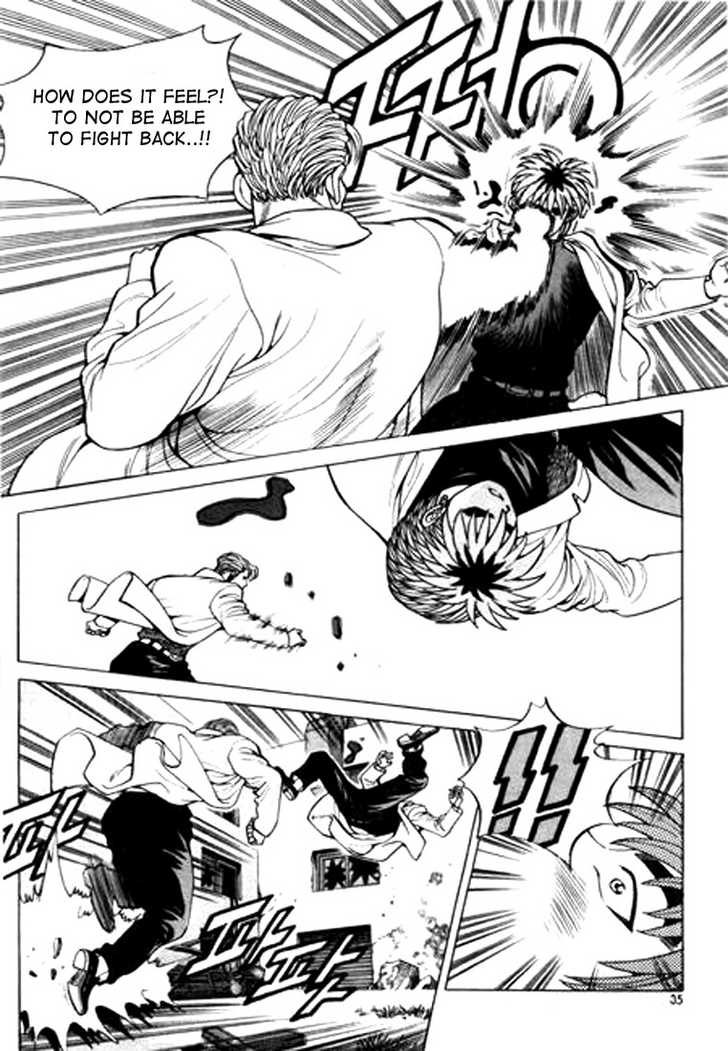 HOW DOES IT FEEL?!
TO NOT BE ABLE
TO FIGHT BACK..!!
!!
35